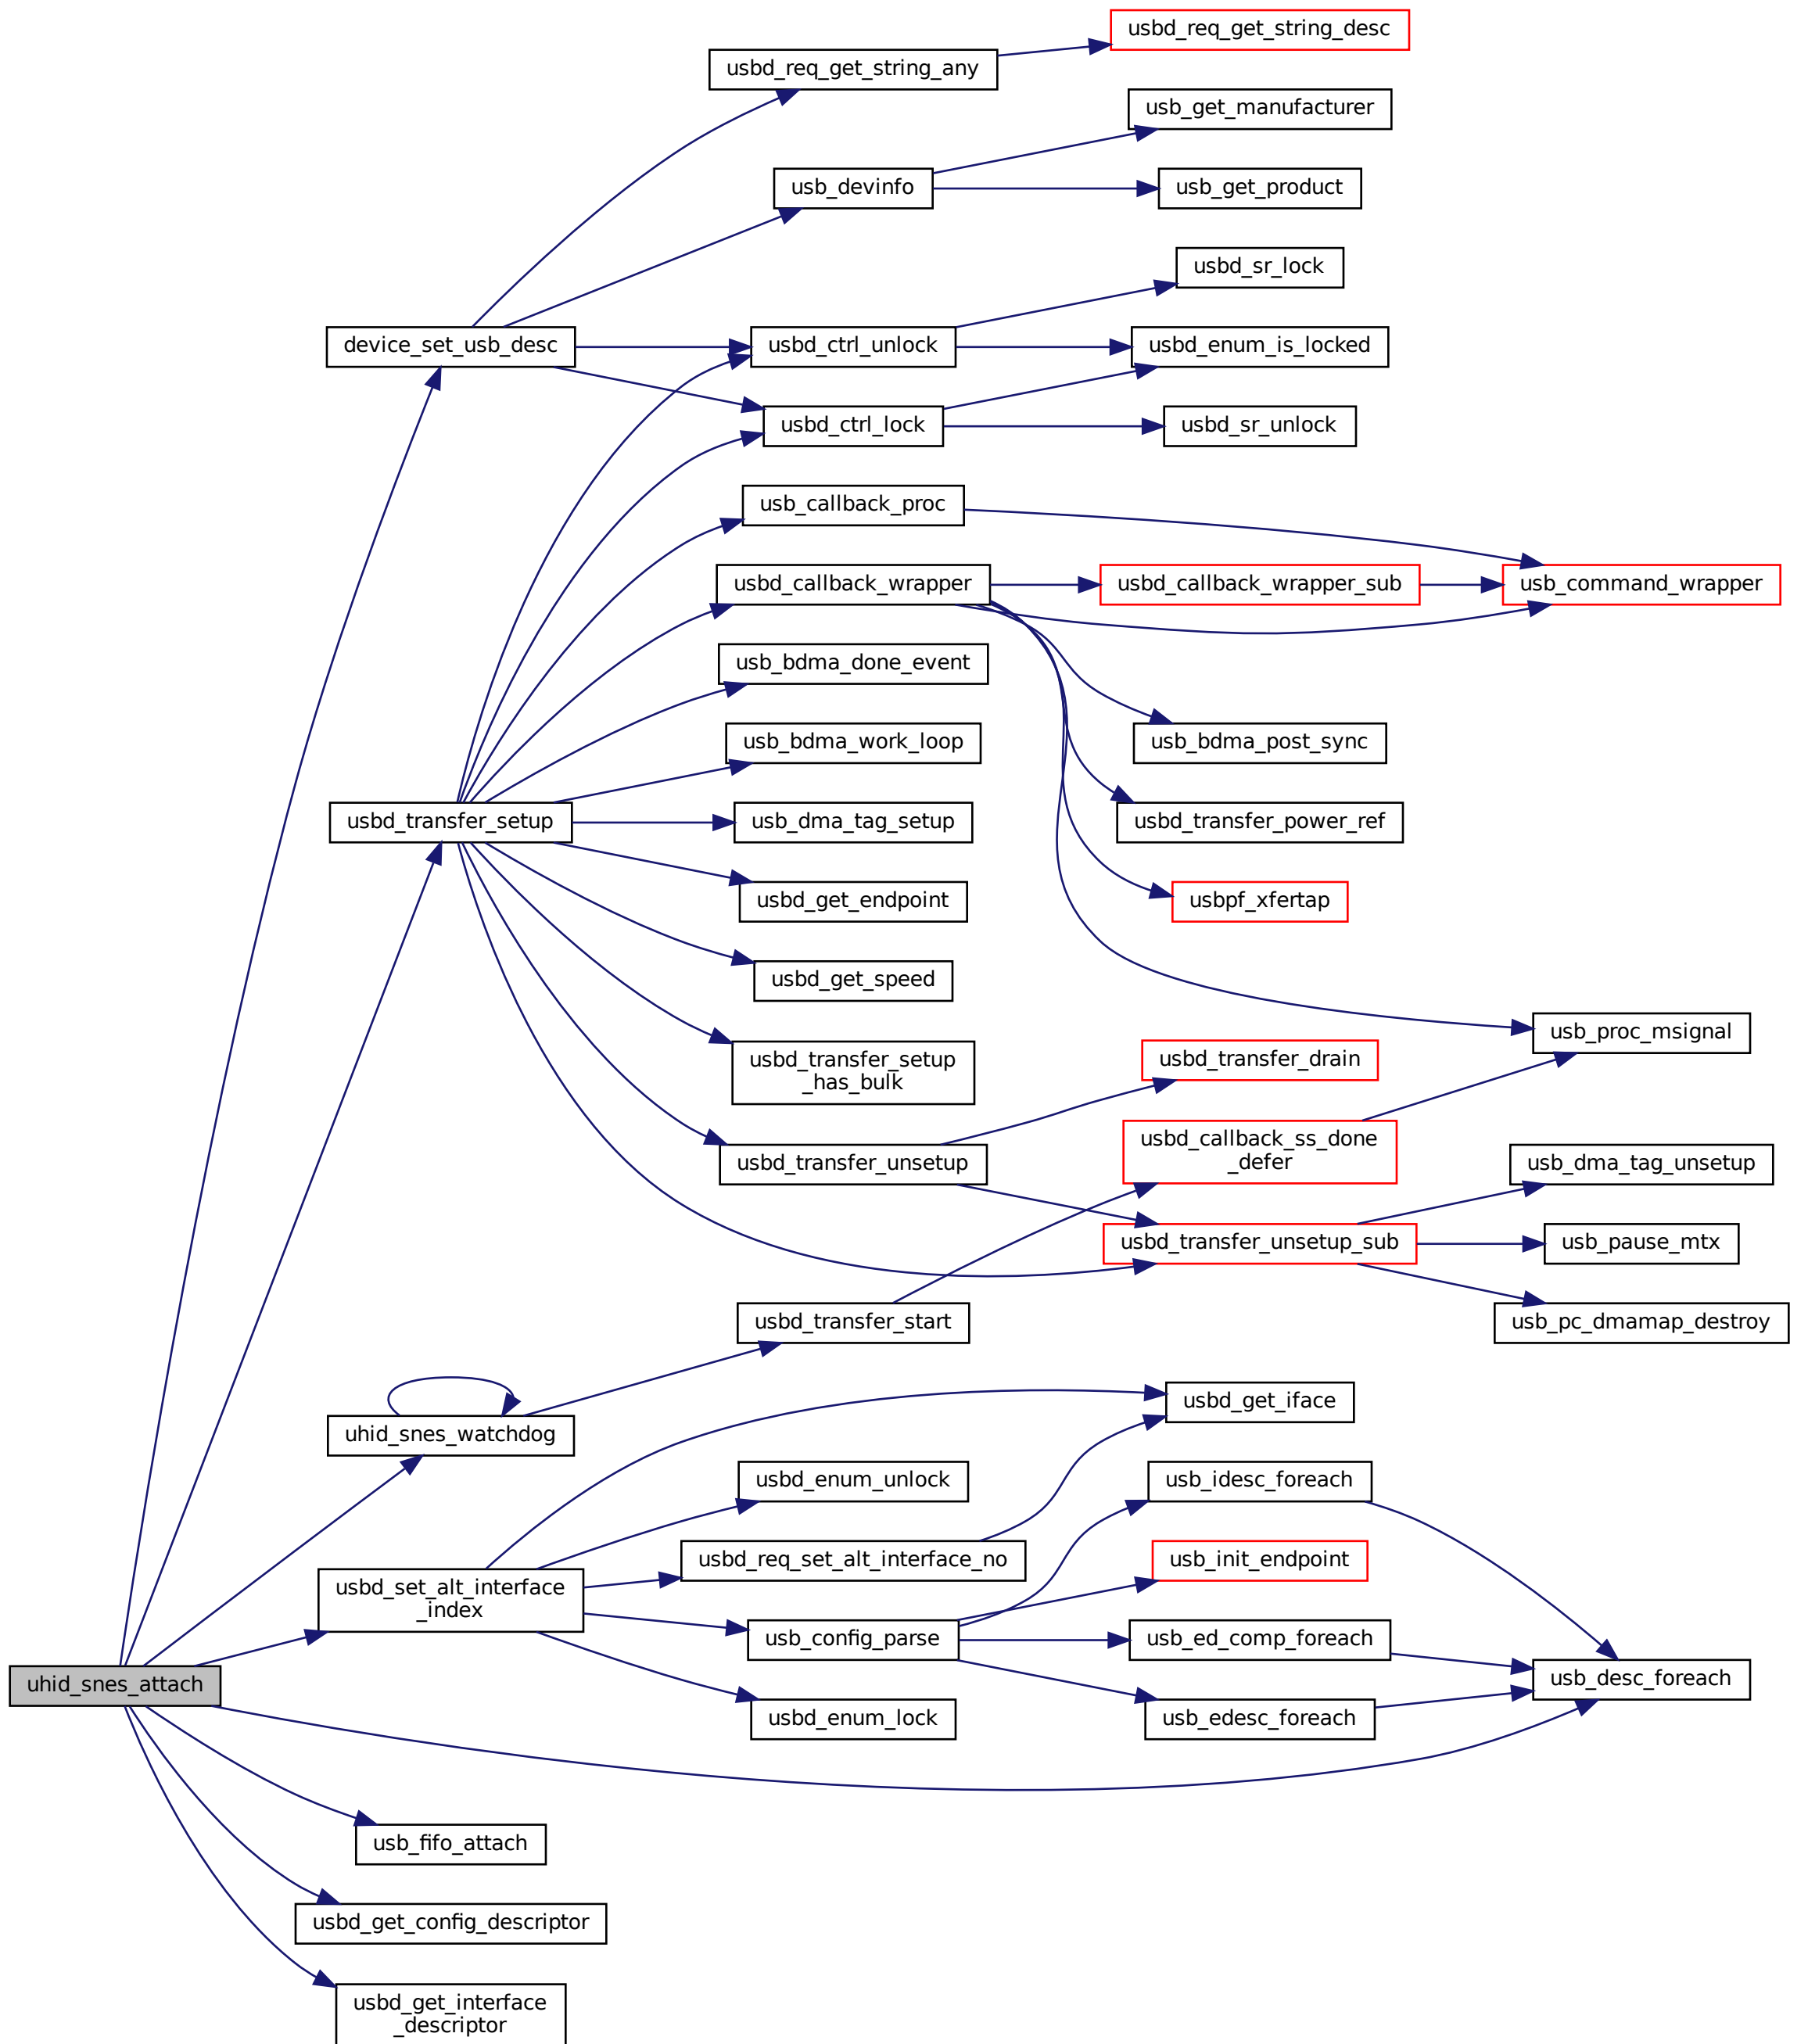 usbd_req_get_string_desc
usbd_req_get_string_any
usb_get_manufacturer
usb_devinfo
usb_get_product
usbd_sr_lock
device_set_usb_desc
usbd_ctrl_unlock
usbd_enum_is_locked
usbd_ctrl_lock
usbd_sr_unlock
usb_callback_proc
usbd_callback_wrapper
usbd_callback_wrapper_sub
usb_command_wrapper
usb_bdma_done_event
usb_bdma_work_loop
usb_bdma_post_sync
usbd_transfer_setup
usb_dma_tag_setup
usbd_transfer_power_ref
usbd_get_endpoint
usbpf_xfertap
usbd_get_speed
usb_proc_msignal
usbd_transfer_setup
_has_bulk
usbd_transfer_drain
usbd_callback_ss_done
_defer
usbd_transfer_unsetup
usb_dma_tag_unsetup
usbd_transfer_unsetup_sub
usb_pause_mtx
usbd_transfer_start
usb_pc_dmamap_destroy
usbd_get_iface
uhid_snes_watchdog
usbd_enum_unlock
usb_idesc_foreach
usbd_req_set_alt_interface_no
usb_init_endpoint
usbd_set_alt_interface
_index
usb_config_parse
usb_ed_comp_foreach
uhid_snes_attach
usb_desc_foreach
usbd_enum_lock
usb_edesc_foreach
usb_fifo_attach
usbd_get_config_descriptor
usbd_get_interface
_descriptor